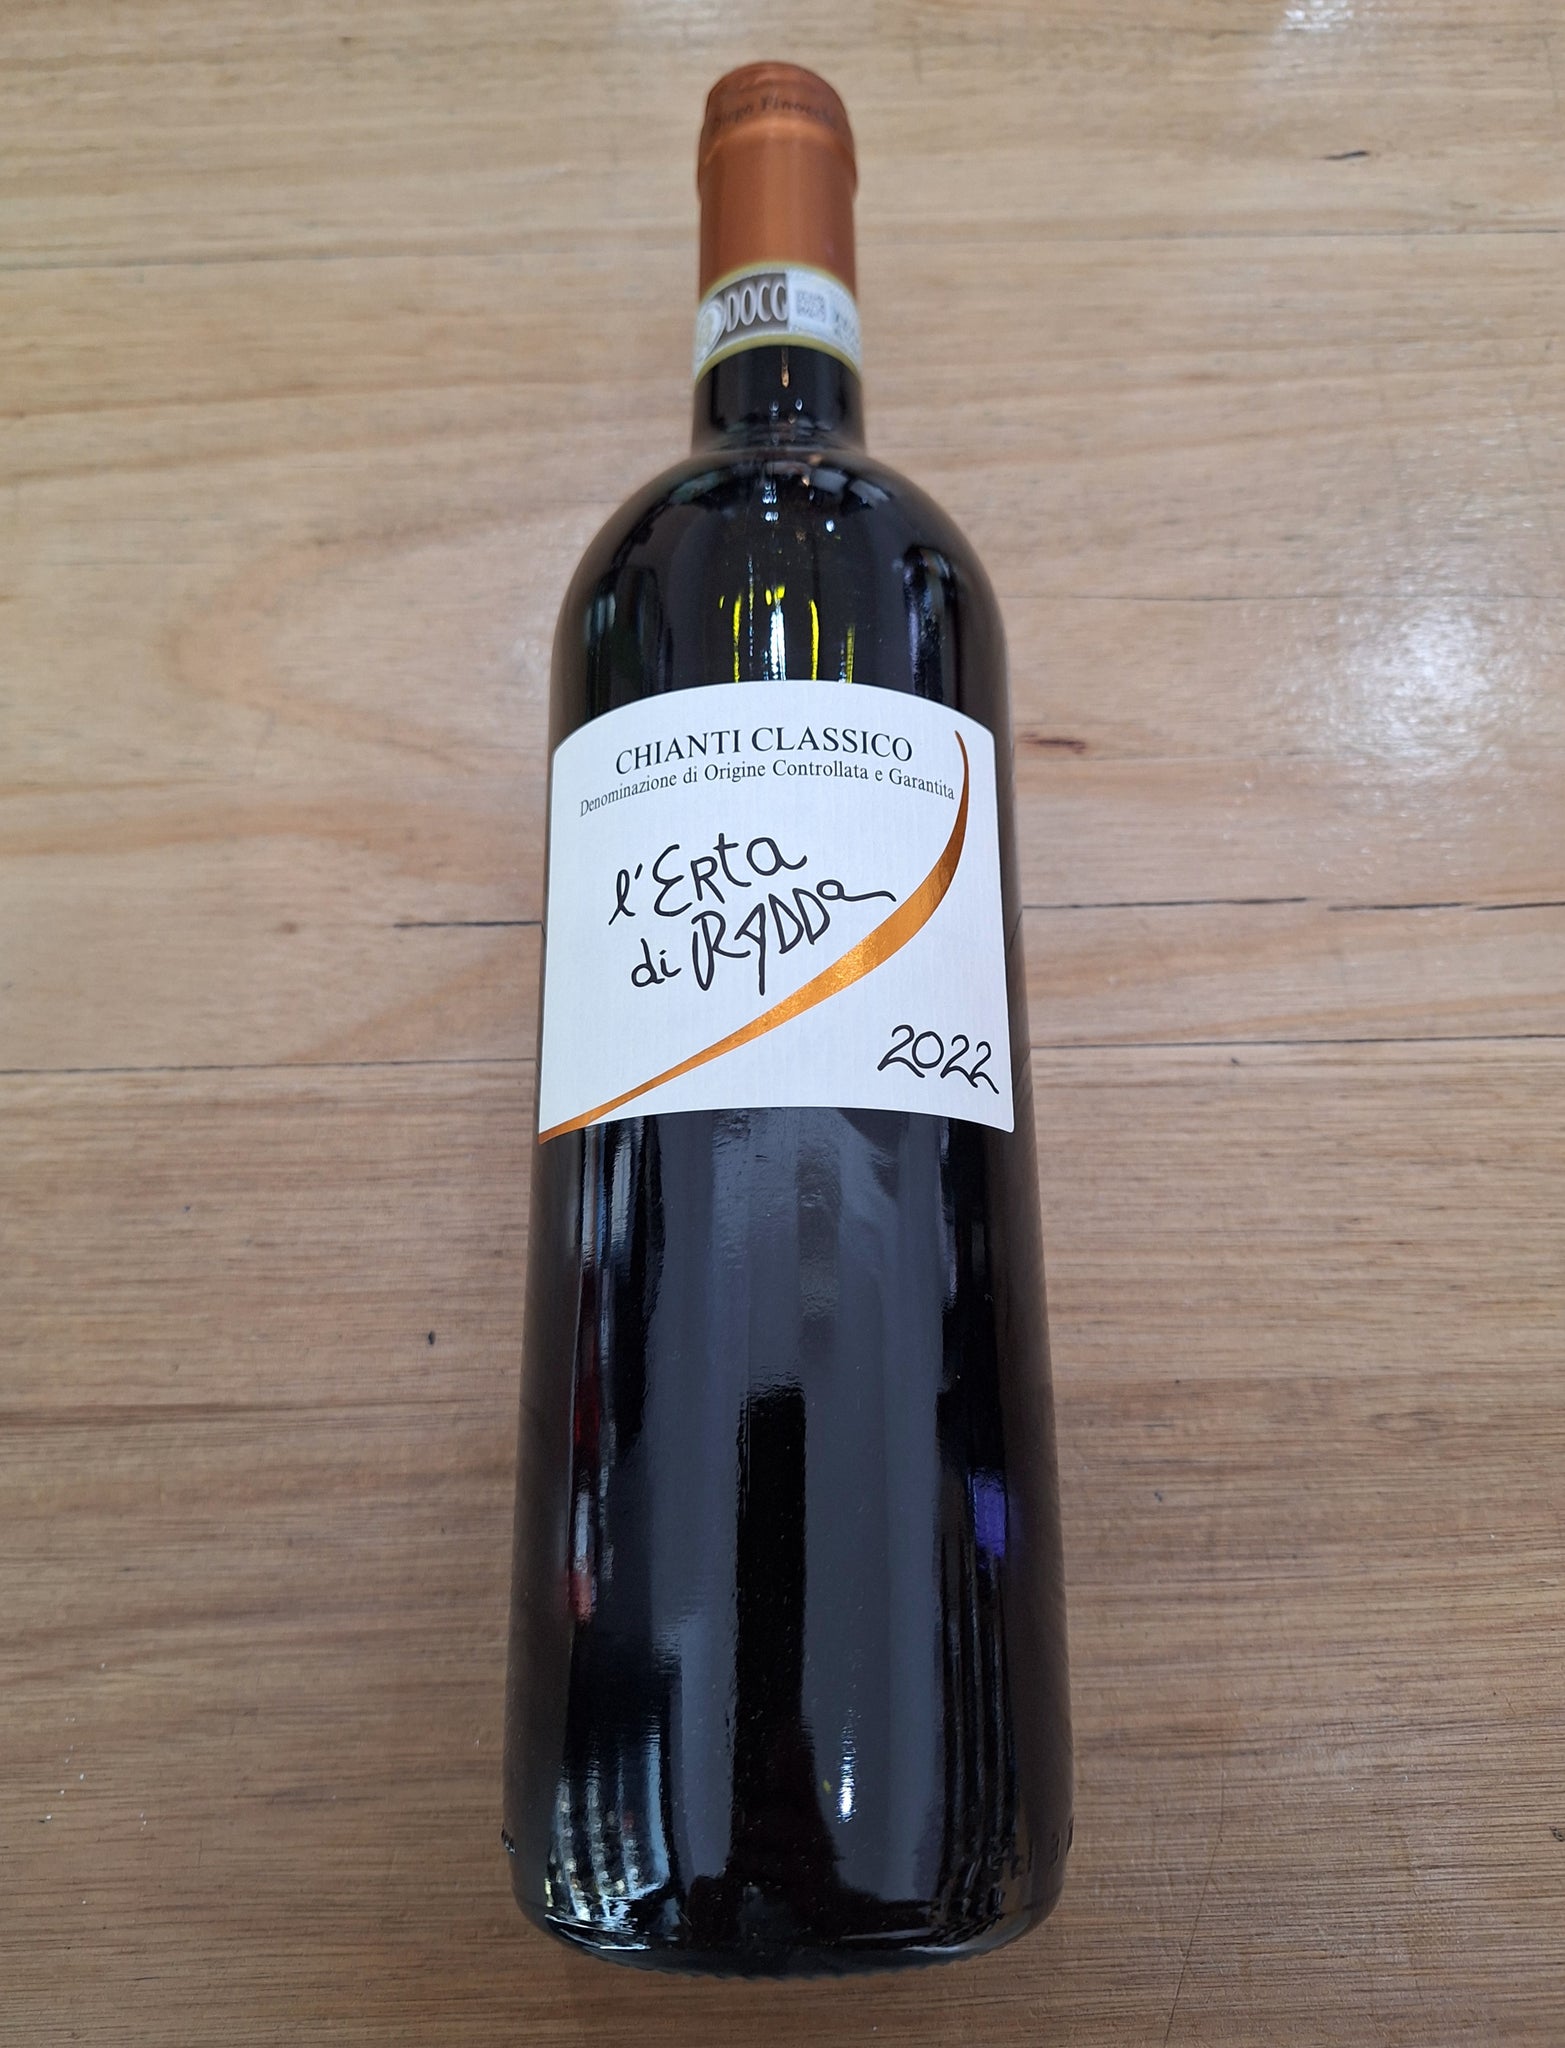 DOCG
CHIANTI CLASSICO
Denominazione di Origine Controllata e Garantita
l'ERta
di RADDa
2022